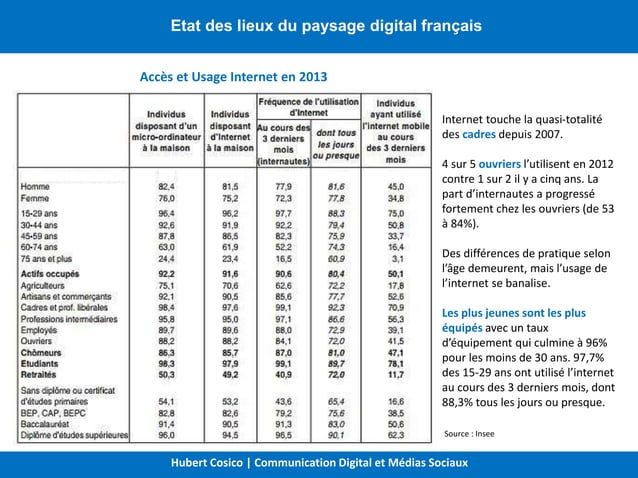 Etat des lieux du paysage digital français
Accès et Usage Internet en 2013
Individus disposant d'un micro-ordinateur à la maison
Individus disposant d'Internet à la maison
Fréquence de l'utilisation d'Internet
Au cours des 3 derniers mois (internautes)
dont tous les jours ou presque
Individus ayant utilisé l'internet mobile au cours des 3 derniers mois
Homme 82,4 81,5 77,9 81,6 45,0
Femme 76,0 75,2 72,3 77,8 34,8
15-29 ans 96,4 96,2 97,7 88,3 75,0
30-44 ans 92,6 91,9 92,2 79,4 50,8
45-59 ans 87,8 86,5 82,3 75,9 33,7
60-74 ans 63,0 61,9 52,2 74,3 16,4
75 ans et plus 24,4 23,4 16,5 60,9 3,1
Actifs occupés 92,2 91,6 90,6 80,4 50,1
Agriculteurs 75,1 70,6 62,6 72,2 17,8
Artisans et commerçants 92,1 90,5 85,6 77,7 52,6
Cadres et prof. libérales 98,4 97,6 99,1 92,3 70,9
Professions intermédiaires 95,8 95,0 97,1 86,6 56,3
Employés 89,7 89,6 88,0 72,9 39,1
Ouvriers 88,2 88,2 84,1 72,0 41,5
Chômeurs 86,3 85,7 87,0 81,0 47,1
Etudiants 98,3 97,9 99,1 89,7 78,1
Retraités 50,3 49,2 40,9 72,0 11,7
Sans diplôme ou certificat
d'études primaires 54,1 53,2 43,6 65,4 16,6
BEP, CAP, BEPC 82,8 82,6 79,2 75,6 38,5
Baccalauréat 91,4 90,5 91,3 83,0 50,6
Diplôme d'études supérieures 96,0 94,5 96,5 90,1 62,3
Internet touche la quasi-totalité
des cadres depuis 2007.
4 sur 5 ouvriers l'utilisent en 2012
contre 1 sur 2 il y a cinq ans. La
part d'internautes a progressé
fortement chez les ouvriers (de 53
à 84%).
Des différences de pratique selon
l'âge demeurent, mais l'usage de
l'internet se banalise.
Les plus jeunes sont les plus
équipés avec un taux
d'équipement qui culmine à 96%
pour les moins de 30 ans. 97,7%
des 15-29 ans ont utilisé l'internet
au cours des 3 derniers mois, dont
88,3% tous les jours ou presque.
Source : Insee
Hubert Cosico | Communication Digital et Médias Sociaux